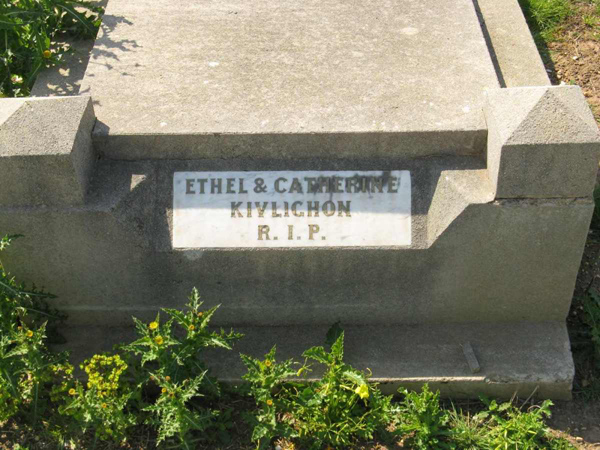 ETHEL & CATHERINE
KIVLICHON
R. I. P.